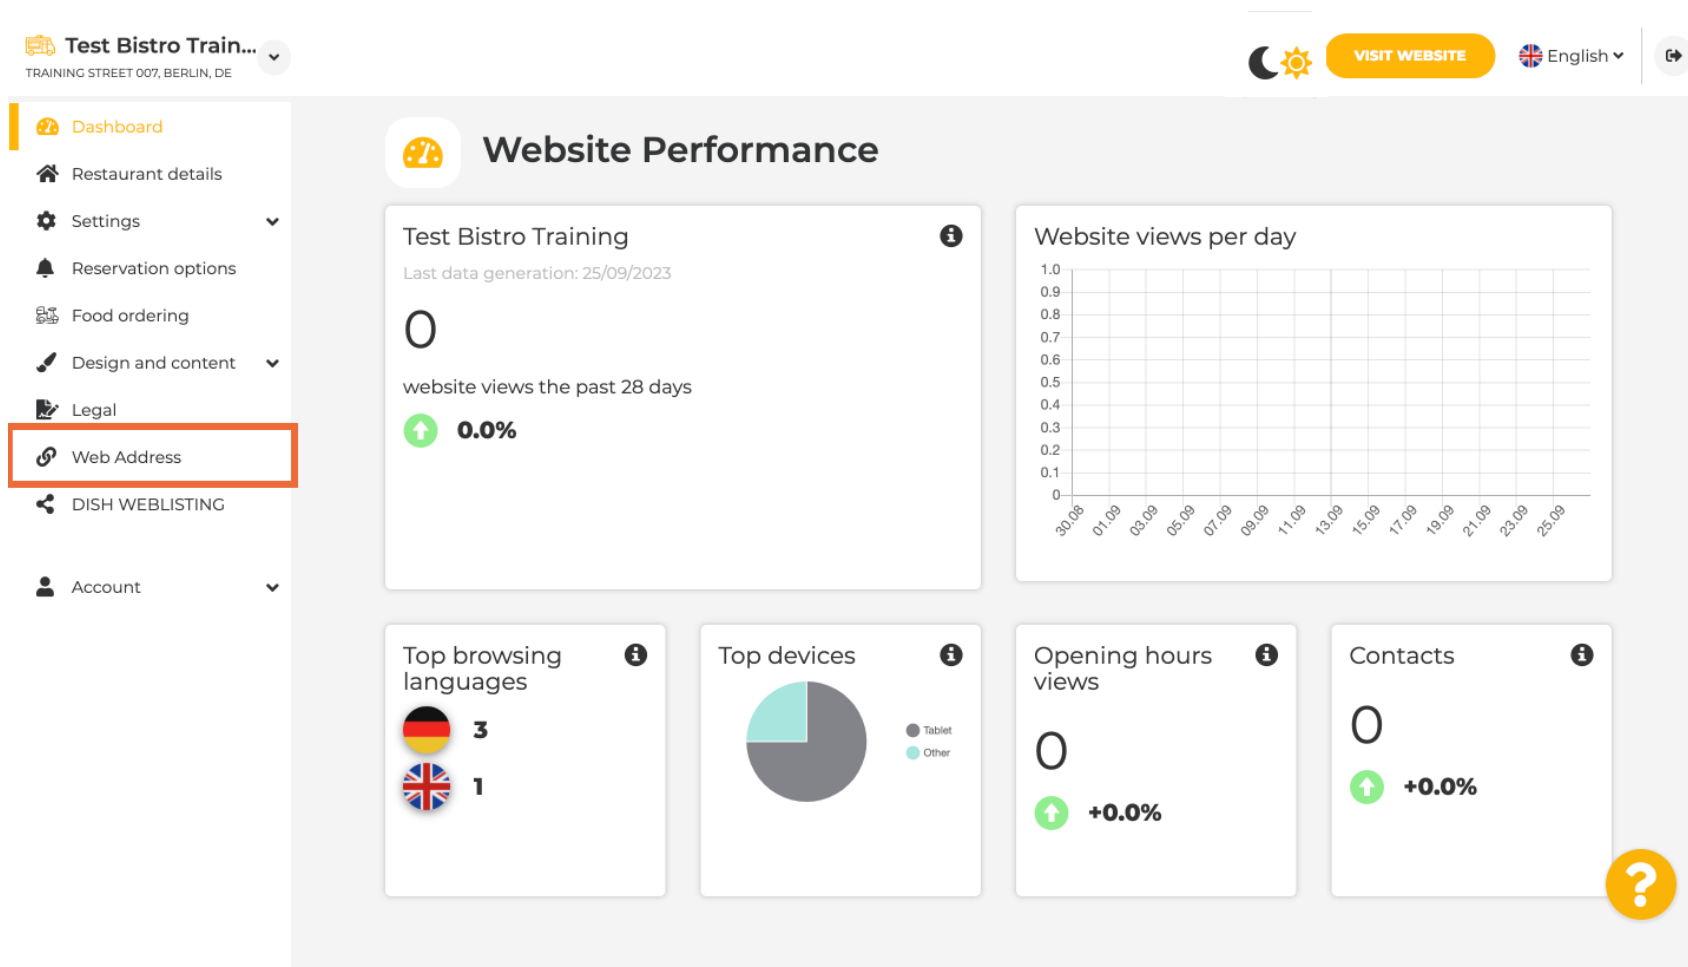 Test Bistro Train...
TRAINING STREET 007, BERLIN, DE
VISIT WEBSITE
English
Dashboard
Restaurant details
Settings
Reservation options
Food ordering
Design and content
Legal
Web Address
DISH WEBLISTING
Account
Website Performance
Test Bistro Training
Last data generation: 25/09/2023
0
website views the past 28 days
0.0%
Website views per day
1.0
0.9
0.8
0.7
0.6
0.5
0.4
0.3
0.2
0.1
0
30.08 01.09 03.09 05.09 07.09 09.09 11.09 13.09 15.09 17.09 19.09 21.09 23.09 25.09
Top browsing
languages
3
1
Top devices
Tablet
Other
Opening hours
views
0
+0.0%
Contacts
0
+0.0%
?